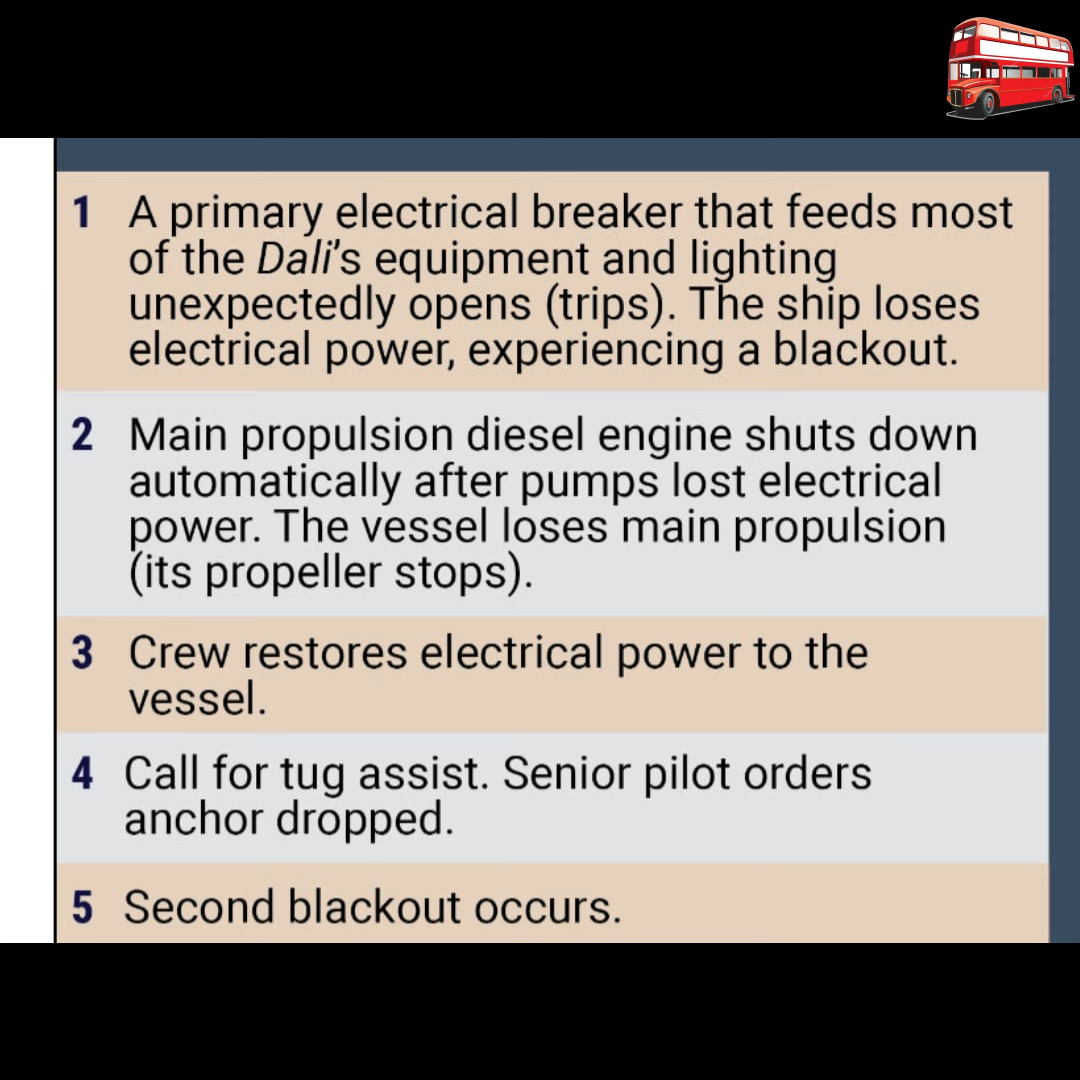 1 A primary electrical breaker that feeds most
of the Dali's equipment and lighting
unexpectedly opens (trips). The ship loses
electrical power, experiencing a blackout.
2 Main propulsion diesel engine shuts down
automatically after pumps lost electrical
power. The vessel loses main propulsion
(its propeller stops).
3 Crew restores electrical power to the
vessel.
4 Call for tug assist. Senior pilot orders
anchor dropped.
5 Second blackout occurs.